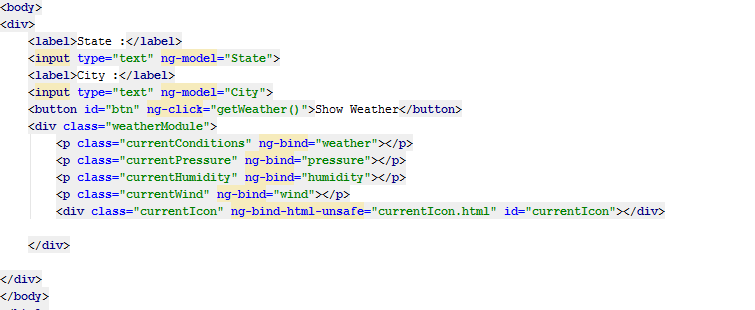 <body>
<div>
    <label>State :</label>
    <input type="text" ng-model="State">
    <label>City :</label>
    <input type="text" ng-model="City">
    <button id="btn" ng-click="getWeather()">Show Weather</button>
    <div class="weatherModule">
        <p class="currentConditions" ng-bind="weather"></p>
        <p class="currentPressure" ng-bind="pressure"></p>
        <p class="currentHumidity" ng-bind="humidity"></p>
        <p class="currentWind" ng-bind="wind"></p>
        <div class="currentIcon" ng-bind-html-unsafe="currentIcon.html" id="currentIcon"></div>
    </div>
</div>
</body>